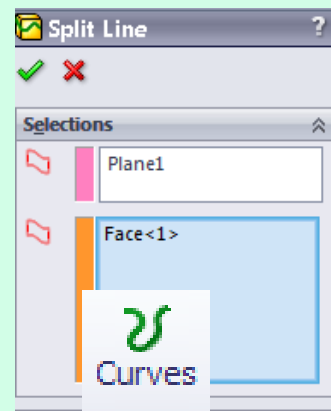 Split Line ?
Selections
Plane1
Face<1>
Curves